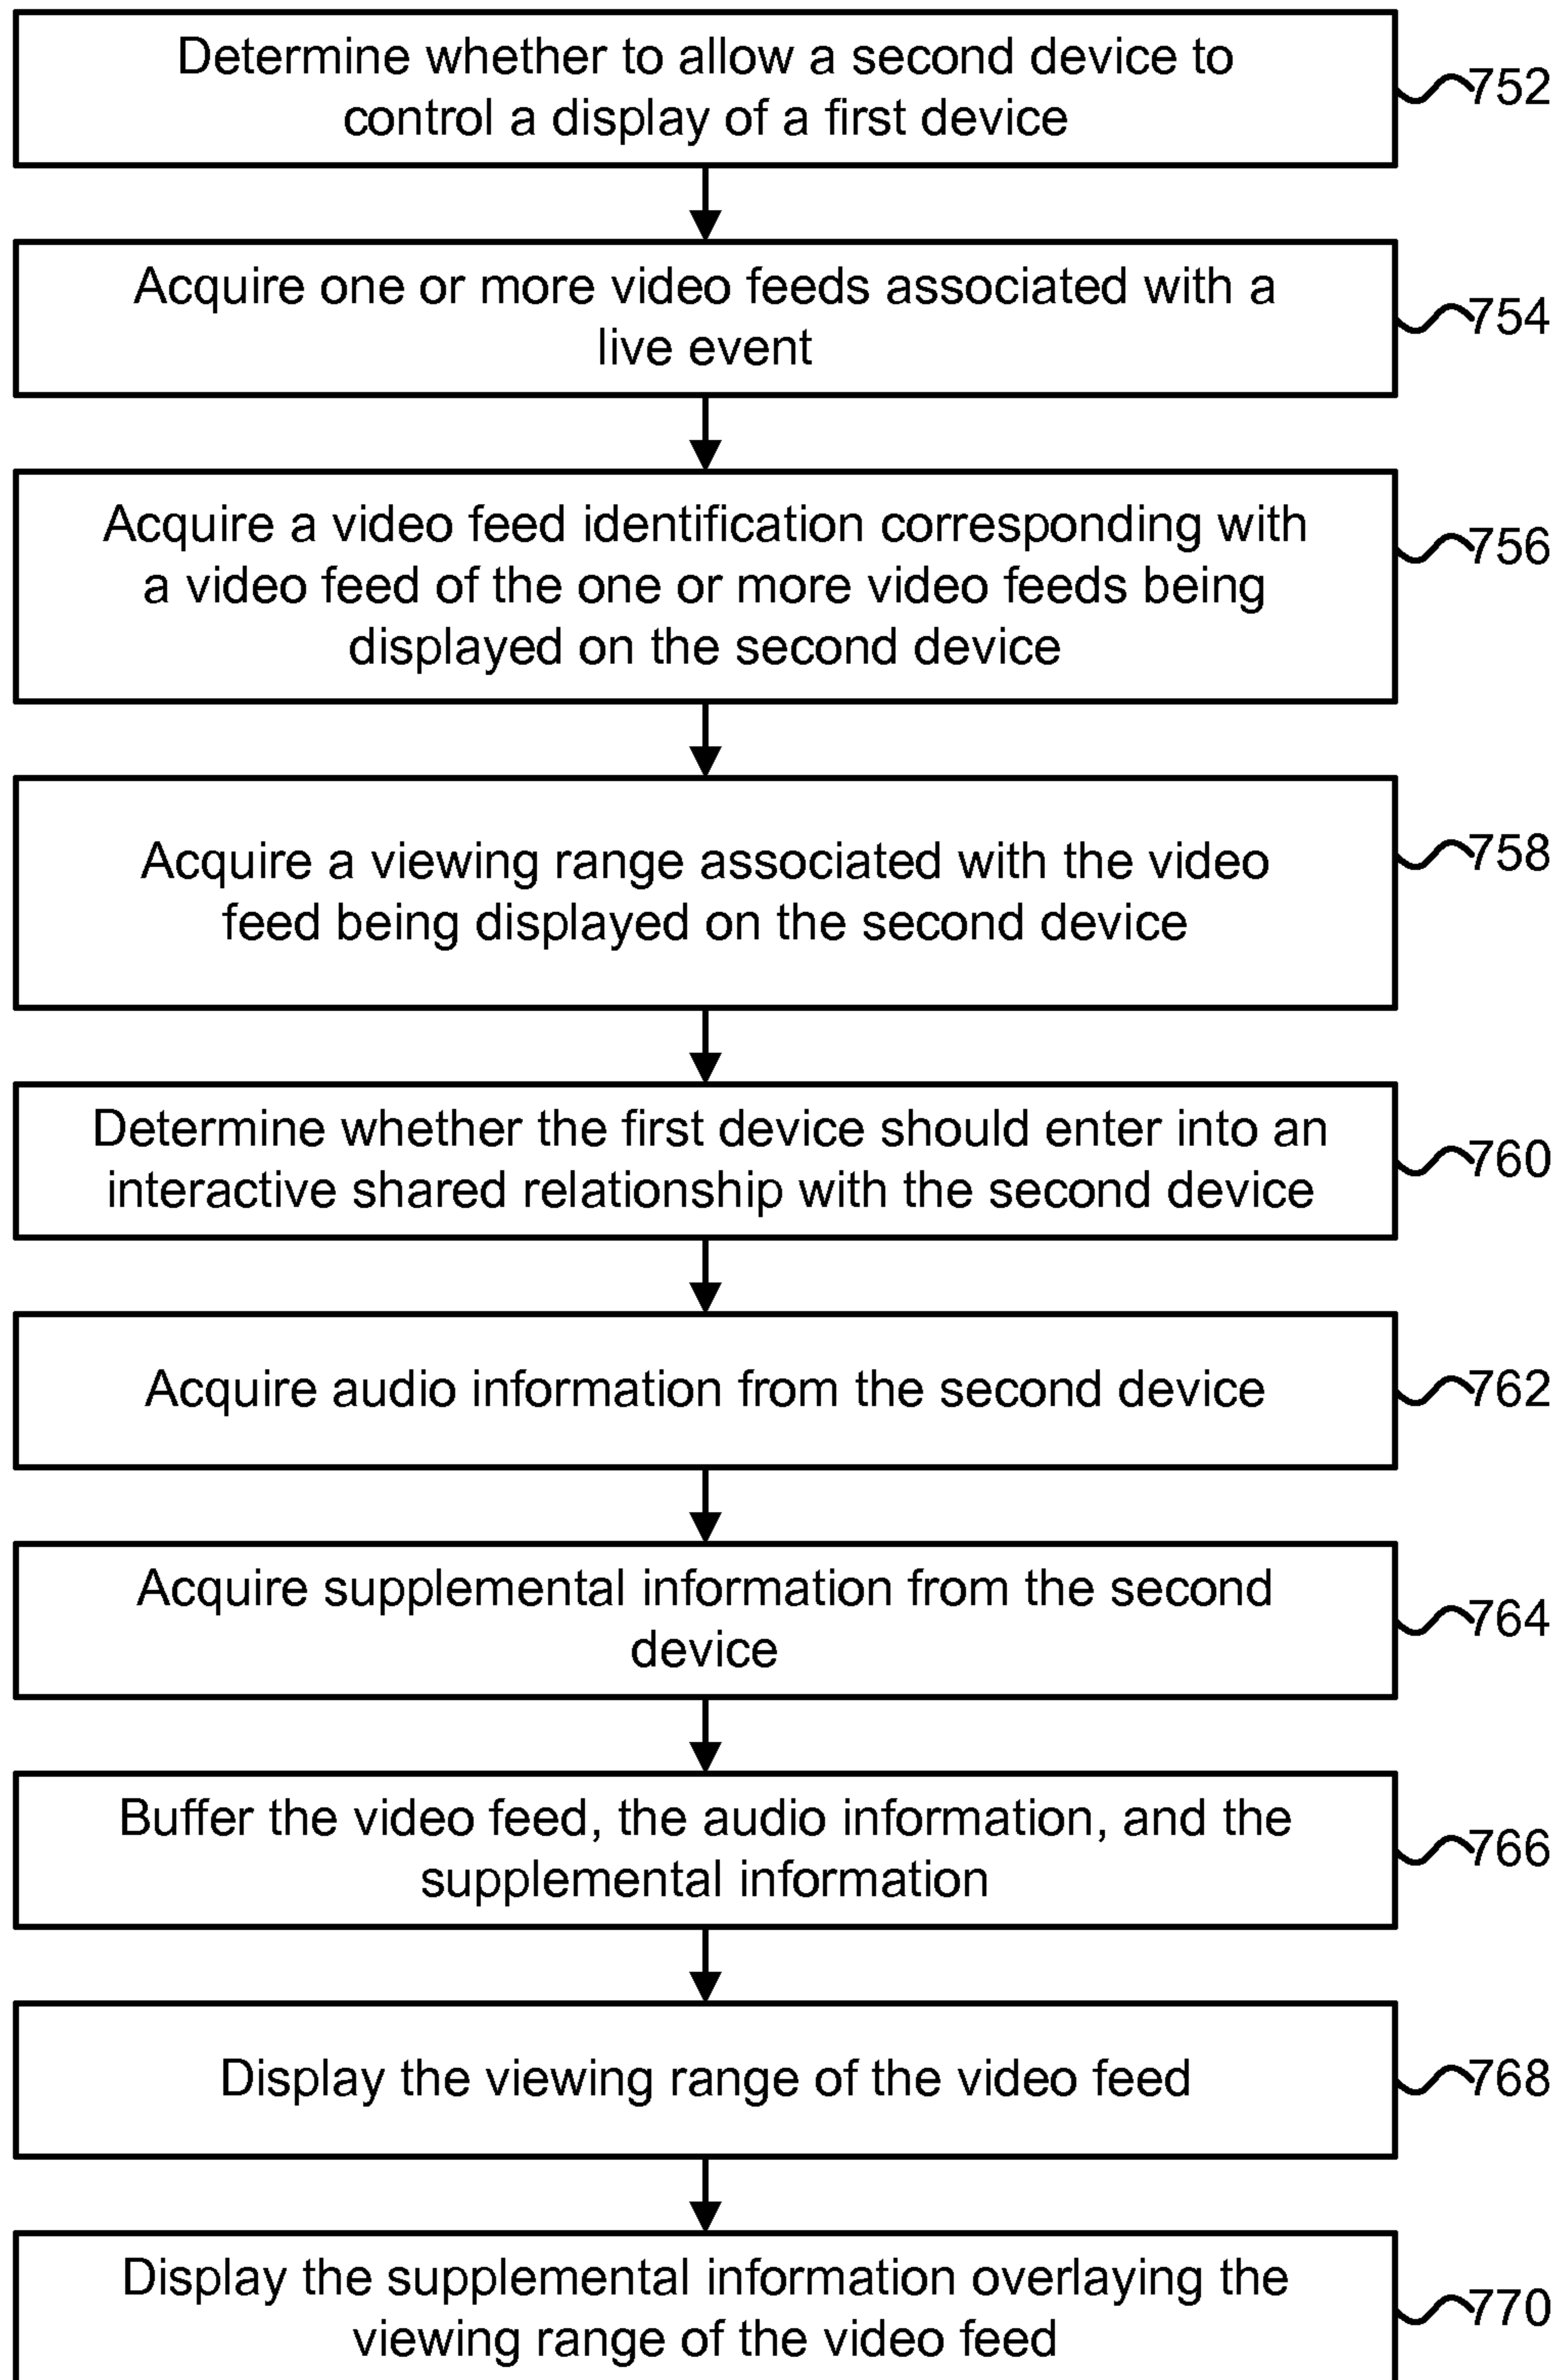 Determine whether to allow a second device to
control a display of a first device
752
Acquire one or more video feeds associated with a
live event
754
Acquire a video feed identification corresponding with
a video feed of the one or more video feeds being
displayed on the second device
756
Acquire a viewing range associated with the video
feed being displayed on the second device
758
Determine whether the first device should enter into an
interactive shared relationship with the second device
760
Acquire audio information from the second device
762
Acquire supplemental information from the second
device
764
Buffer the video feed, the audio information, and the
supplemental information
766
Display the viewing range of the video feed
768
Display the supplemental information overlaying the
viewing range of the video feed
770